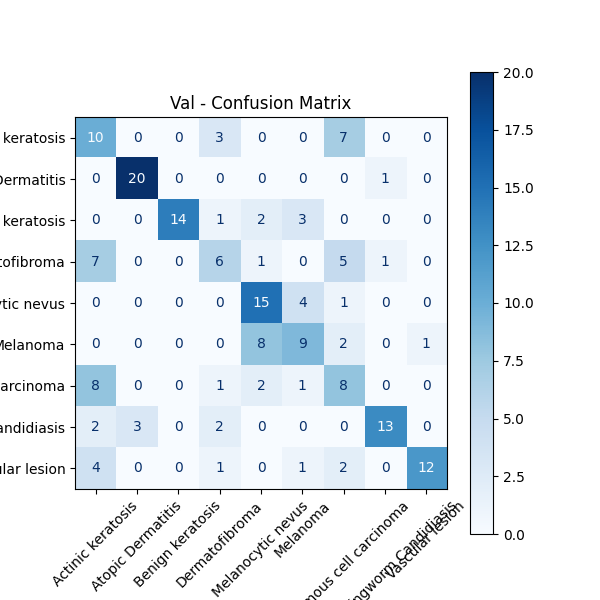 Val - Confusion Matrix
20.0
17.5
15.0
12.5
10.0
7.5
5.0
2.5
0.0
keratosis 10 0 0 3 0 0 7 0 0
Dermatitis 0 20 0 0 0 0 0 1 0
keratosis 0 0 14 1 2 3 0 0 0
tofibroma 7 0 0 6 1 0 5 1 0
tic nevus 0 0 0 0 15 4 1 0 0
Melanoma 0 0 0 0 8 9 2 0 1
arcinoma 8 0 0 1 2 1 8 0 0
andidiasis 2 3 0 2 0 0 0 13 0
lar lesion 4 0 0 1 0 1 2 0 12
Actinic keratosis
Atopic Dermatitis
Benign keratosis
Dermatofibroma
Melanocytic nevus
Melanoma
mous cell carcinoma
ngworm Candidiasis
Vascular lesion